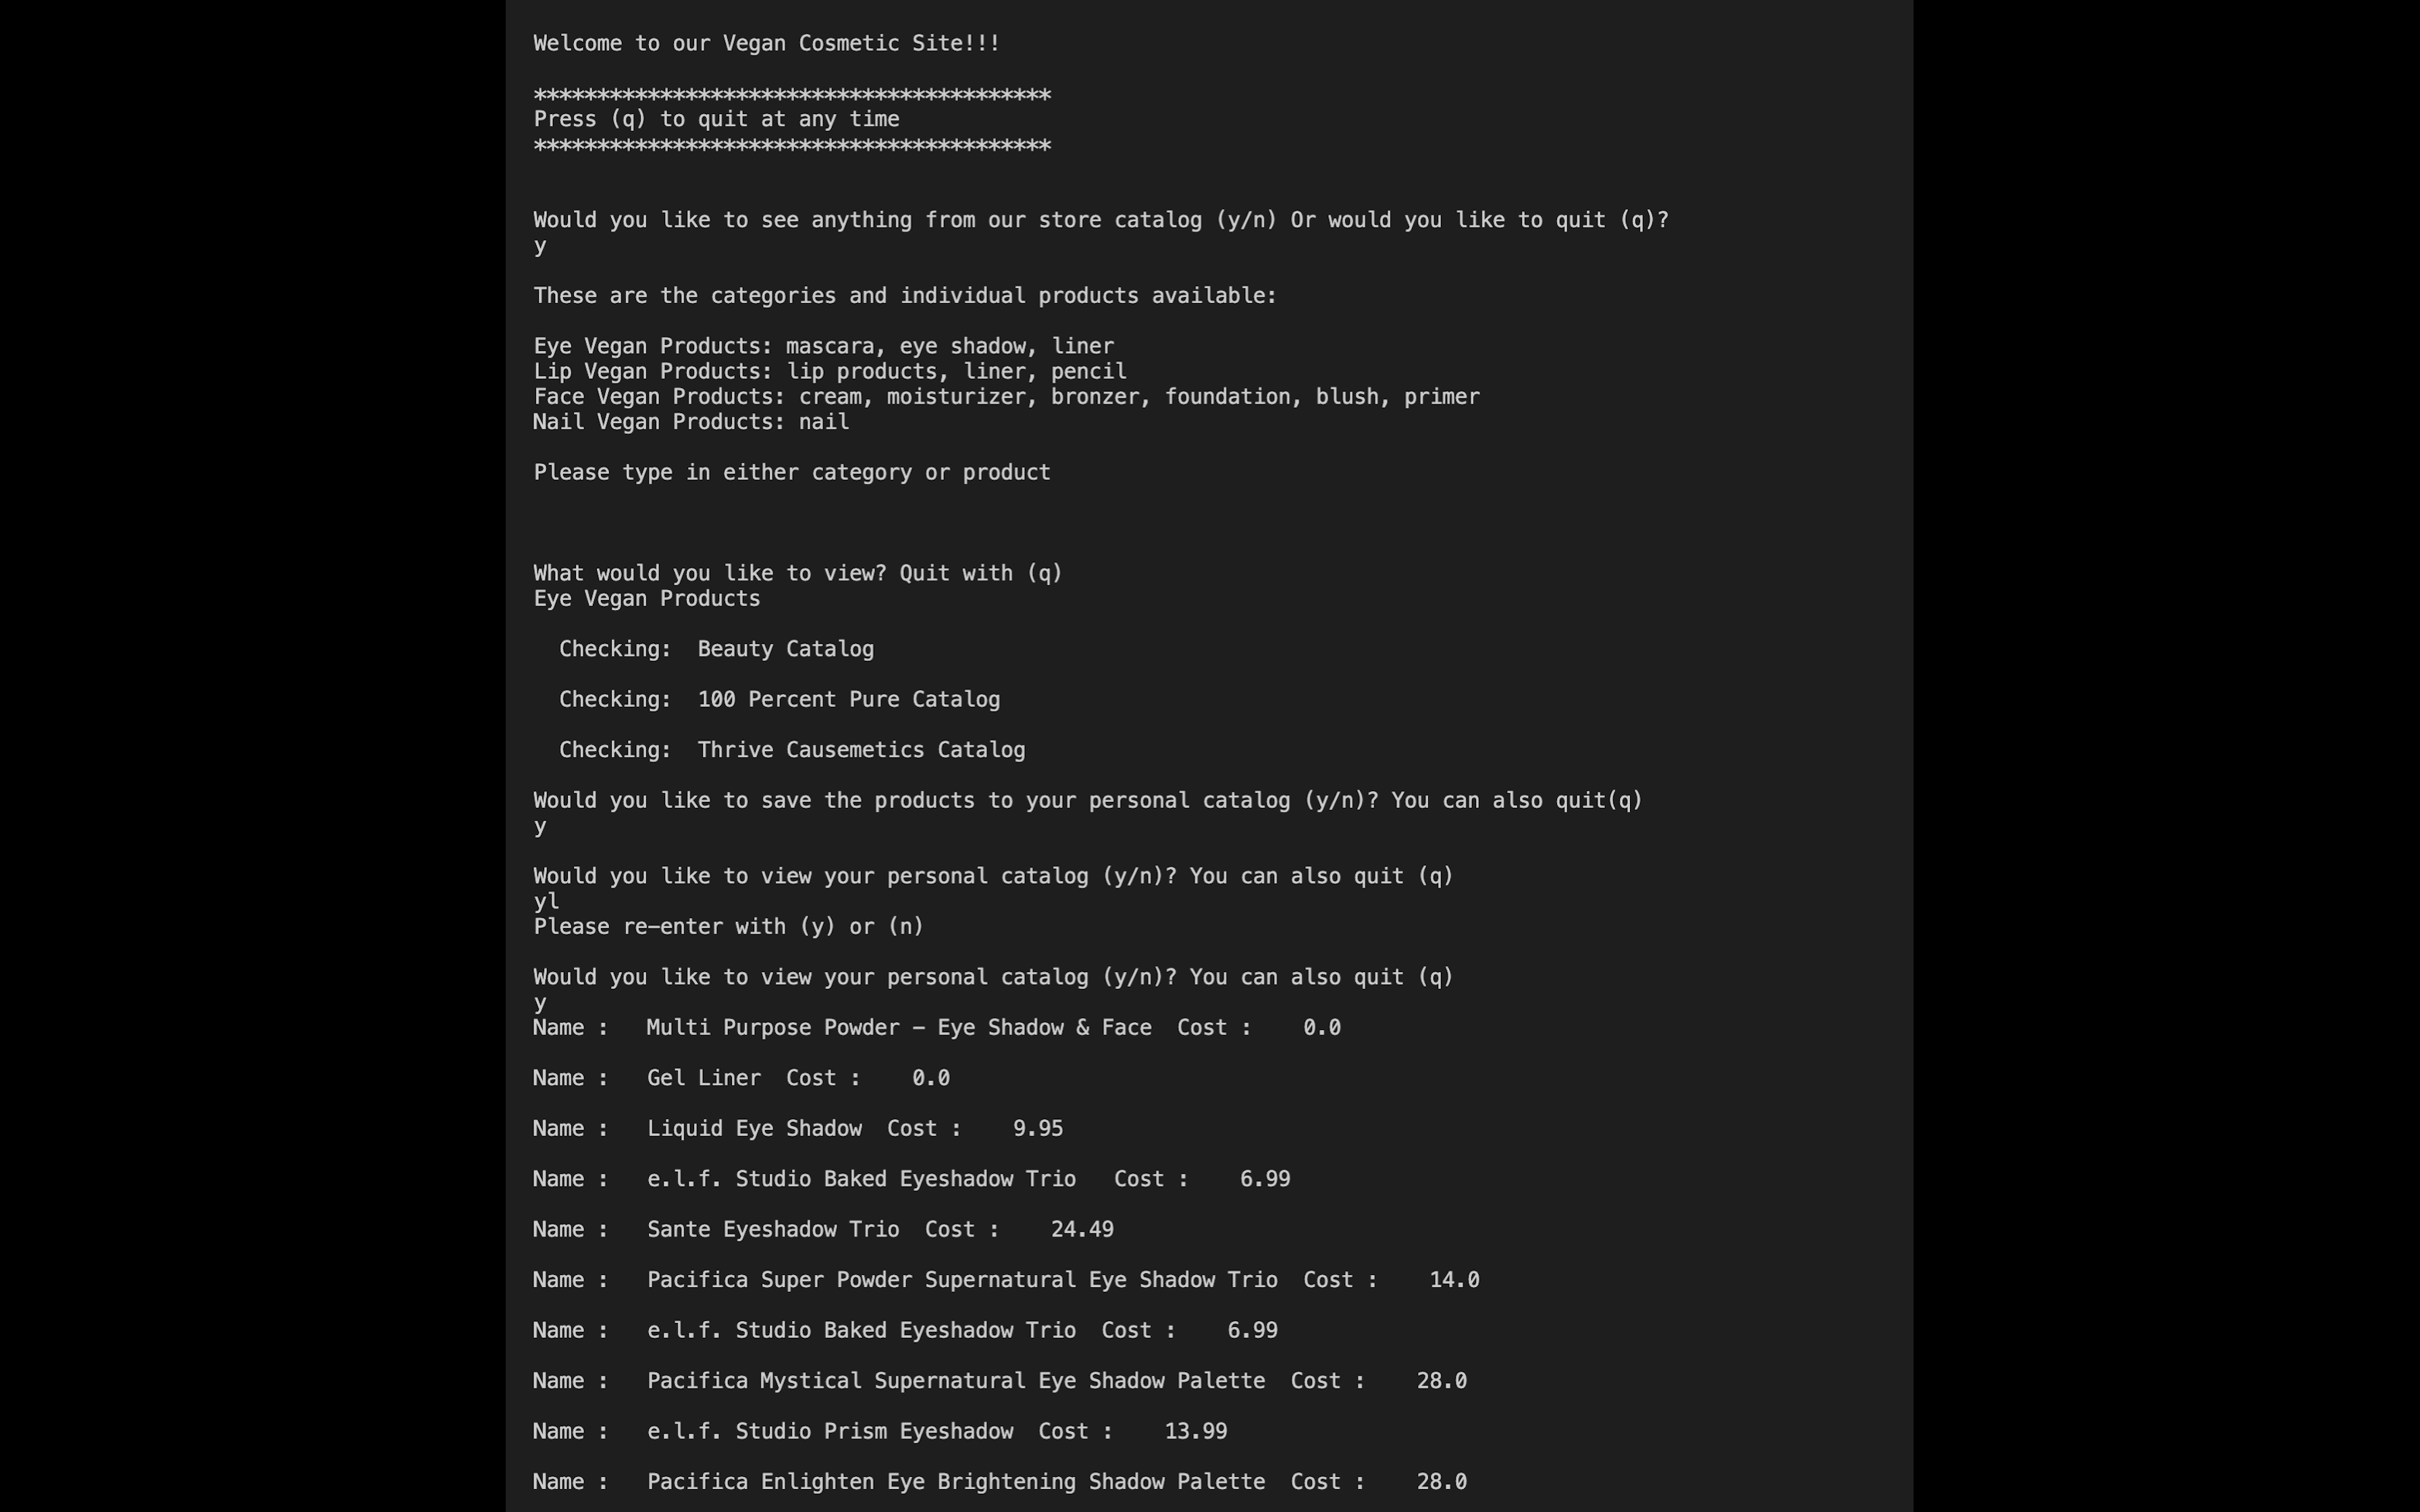 Welcome to our Vegan Cosmetic Site!!!
*****************************************
Press (q) to quit at any time
*****************************************
Would you like to see anything from our store catalog (y/n) Or would you like to quit (q)?
y
These are the categories and individual products available:
Eye Vegan Products: mascara, eye shadow, liner
Lip Vegan Products: lip products, liner, pencil
Face Vegan Products: cream, moisturizer, bronzer, foundation, blush, primer
Nail Vegan Products: nail
Please type in either category or product
What would you like to view? Quit with (q)
Eye Vegan Products
Checking:  Beauty Catalog
Checking:  100 Percent Pure Catalog
Checking:  Thrive Causemetics Catalog
Would you like to save the products to your personal catalog (y/n)? You can also quit(q)
y
Would you like to view your personal catalog (y/n)? You can also quit (q)
yl
Please re-enter with (y) or (n)
Would you like to view your personal catalog (y/n)? You can also quit (q)
y
Name :   Multi Purpose Powder - Eye Shadow & Face  Cost :    0.0
Name :   Gel Liner  Cost :    0.0
Name :   Liquid Eye Shadow  Cost :    9.95
Name :   e.l.f. Studio Baked Eyeshadow Trio   Cost :    6.99
Name :   Sante Eyeshadow Trio  Cost :    24.49
Name :   Pacifica Super Powder Supernatural Eye Shadow Trio  Cost :    14.0
Name :   e.l.f. Studio Baked Eyeshadow Trio  Cost :    6.99
Name :   Pacifica Mystical Supernatural Eye Shadow Palette  Cost :    28.0
Name :   e.l.f. Studio Prism Eyeshadow  Cost :    13.99
Name :   Pacifica Enlighten Eye Brightening Shadow Palette  Cost :    28.0